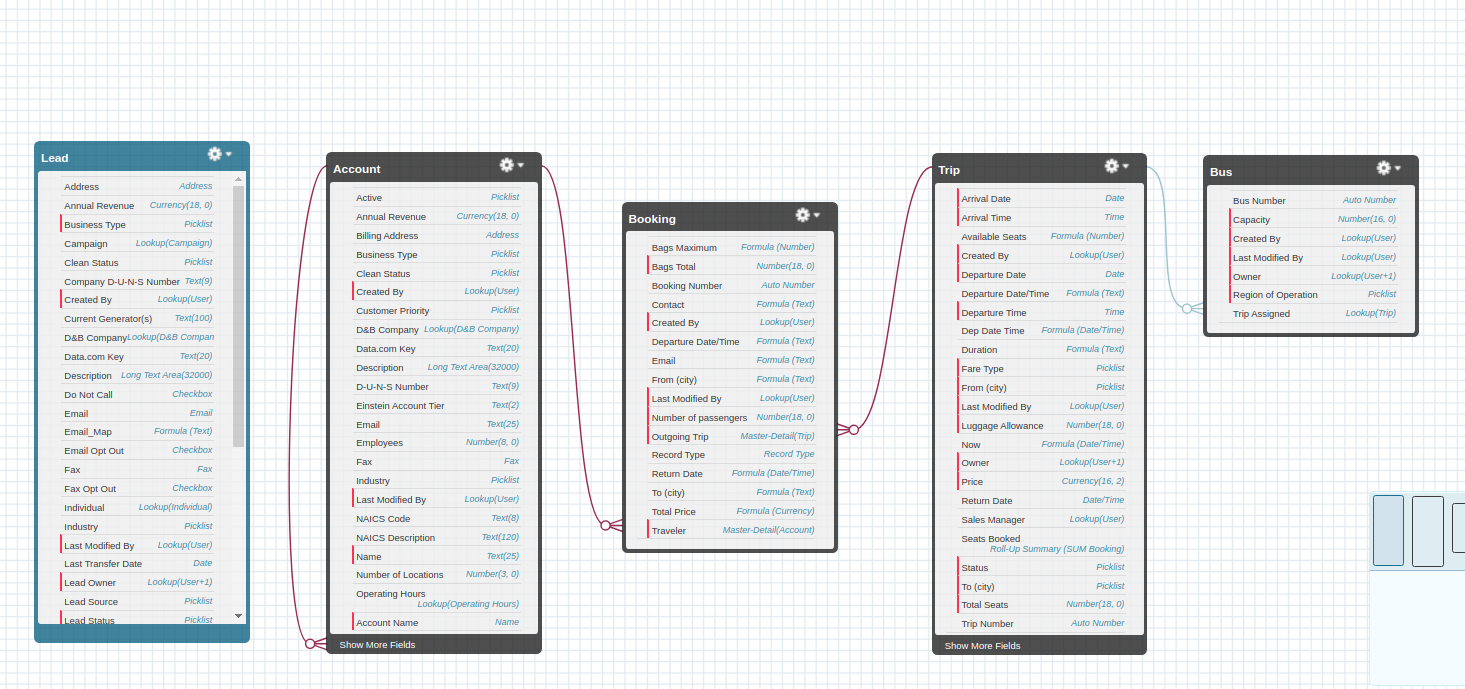 Lead
Address Address
Annual Revenue Currency(18, 0)
Business Type Picklist
Campaign Lookup(Campaign)
Clean Status Picklist
Company D-U-N-S Number Text(9)
Created By Lookup(User)
Current Generator(s) Text(100)
D&B Company Lookup(D&B Compan
Data.com Key Text(20)
Description Long Text Area(32000)
Do Not Call Checkbox
Email Email
Email_Map Formula (Text)
Email Opt Out Checkbox
Fax Fax
Fax Opt Out Checkbox
Individual Lookup(Individual)
Industry Picklist
Last Modified By Lookup(User)
Last Transfer Date Date
Lead Owner Lookup(User+1)
Lead Source Picklist
Lead Status Picklist
Account
Active Picklist
Annual Revenue Currency(18, 0)
Billing Address Address
Business Type Picklist
Clean Status Picklist
Created By Lookup(User)
Customer Priority Picklist
D&B Company Lookup(D&B Company)
Data.com Key Text(20)
Description Long Text Area(32000)
D-U-N-S Number Text(9)
Einstein Account Tier Text(2)
Email Text(25)
Employees Number(8, 0)
Fax Fax
Industry Picklist
Last Modified By Lookup(User)
NAICS Code Text(8)
NAICS Description Text(120)
Name Text(25)
Number of Locations Number(3, 0)
Operating Hours
Lookup(Operating Hours)
Account Name Name
Show More Fields
Booking
Bags Maximum Formula (Number)
Bags Total Number(18, 0)
Booking Number Auto Number
Contact Formula (Text)
Created By Lookup(User)
Departure Date/Time Formula (Text)
Email Formula (Text)
From (city) Formula (Text)
Last Modified By Lookup(User)
Number of passengers Number(18, 0)
Outgoing Trip Master-Detail(Trip)
Record Type Record Type
Return Date Formula (Date/Time)
To (city) Formula (Text)
Total Price Formula (Currency)
Traveler Master-Detail(Account)
Trip
Arrival Date Date
Arrival Time Time
Available Seats Formula (Number)
Created By Lookup(User)
Departure Date Date
Departure Date/Time Formula (Text)
Departure Time Time
Dep Date Time Formula (Date/Time)
Duration Formula (Text)
Fare Type Picklist
From (city) Picklist
Last Modified By Lookup(User)
Luggage Allowance Number(18, 0)
Now Formula (Date/Time)
Owner Lookup(User+1)
Price Currency(16, 2)
Return Date Date/Time
Sales Manager Lookup(User)
Seats Booked
Roll-Up Summary (SUM Booking)
Status Picklist
To (city) Picklist
Total Seats Number(18, 0)
Trip Number Auto Number
Show More Fields
Bus
Bus Number Auto Number
Capacity Number(16, 0)
Created By Lookup(User)
Last Modified By Lookup(User)
Owner Lookup(User+1)
Region of Operation Picklist
Trip Assigned Lookup(Trip)